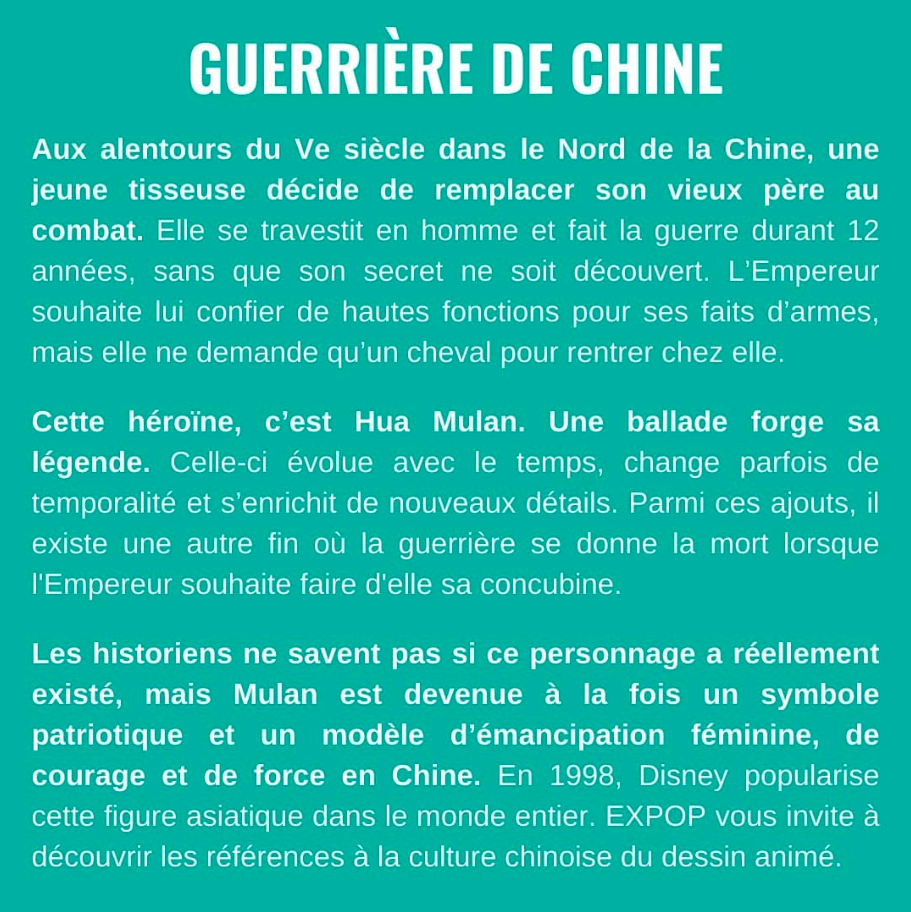 GUERRIÈRE DE CHINE
Aux alentours du Ve siècle dans le Nord de la Chine, une
jeune tisseuse décide de remplacer son vieux père au
combat. Elle se travestit en homme et fait la guerre durant 12
années, sans que son secret ne soit découvert. L’Empereur
souhaite lui confier de hautes fonctions pour ses faits d’armes,
mais elle ne demande qu’un cheval pour rentrer chez elle.
Cette héroïne, c’est Hua Mulan. Une ballade forge sa
légende. Celle-ci évolue avec le temps, change parfois de
temporalité et s’enrichit de nouveaux détails. Parmi ces ajouts, il
existe une autre fin où la guerrière se donne la mort lorsque
l'Empereur souhaite faire d'elle sa concubine.
Les historiens ne savent pas si ce personnage a réellement
existé, mais Mulan est devenue à la fois un symbole
patriotique et un modèle d’émancipation féminine, de
courage et de force en Chine. En 1998, Disney popularise
cette figure asiatique dans le monde entier. EXPOP vous invite à
découvrir les références à la culture chinoise du dessin animé.